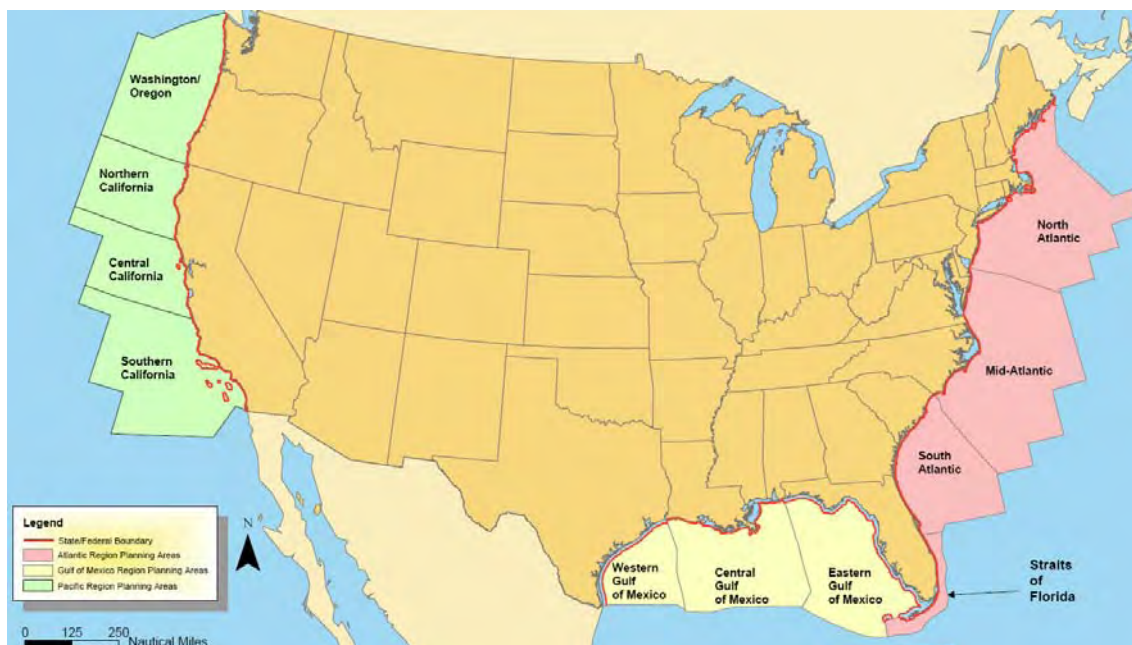 Washington/
Oregon
Northern
California
Central
California
Southern
California
North
Atlantic
Mid-Atlantic
South
Atlantic
Western
Gulf
of Mexico
Central
Gulf
of Mexico
Eastern
Gulf
of Mexico
Straits
of
Florida
Legend
State/Federal Boundary
Atlantic Region Planning Areas
Gulf of Mexico Region Planning Areas
Pacific Region Planning Areas
N
0 125 250
Nautical Miles